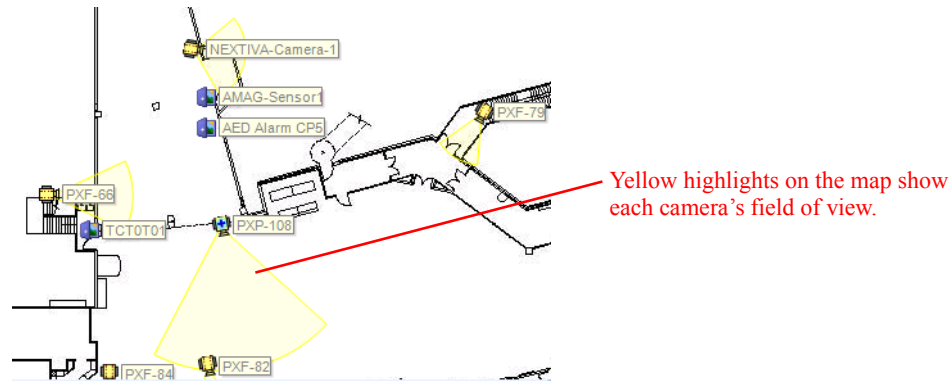 NEXTIVA-Camera-1
AMAG-Sensor1
AED Alarm CP5
PXF-79
PXF-66
TCT0T01
PXP-108
Yellow highlights on the map show
each camera's field of view.
PXF-82
PXF-84